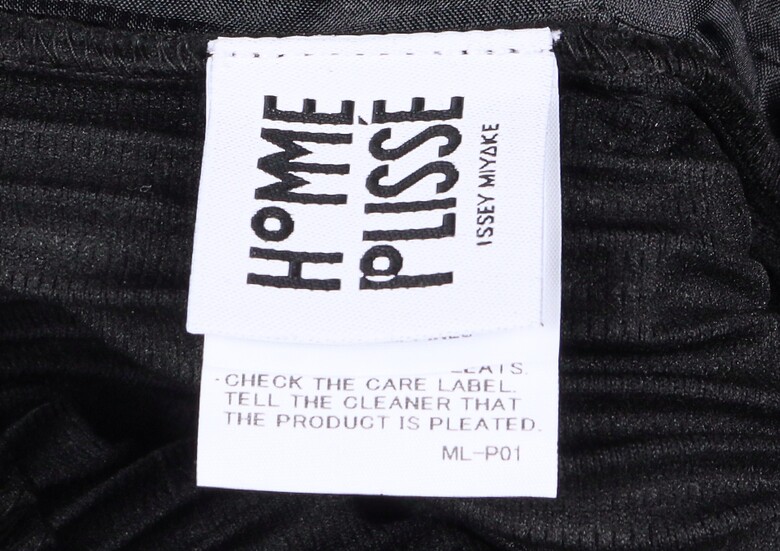 HOMME
PLISSÉ
ISSEY MIYAKE
·CHECK THE CARE LABEL.
TELL THE CLEANER THAT
THE PRODUCT IS PLEATED.
ML-P01